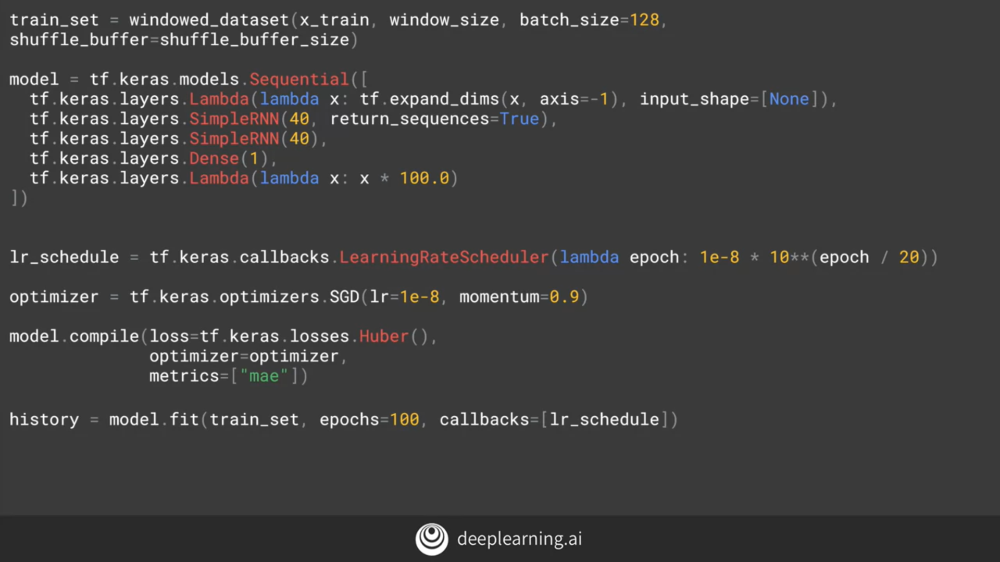 train_set = windowed_dataset(x_train, window_size, batch_size=128,
shuffle_buffer=shuffle_buffer_size)
model = tf.keras.models.Sequential([
  tf.keras.layers.Lambda(lambda x: tf.expand_dims(x, axis=-1), input_shape=[None]),
  tf.keras.layers.SimpleRNN(40, return_sequences=True),
  tf.keras.layers.SimpleRNN(40),
  tf.keras.layers.Dense(1),
  tf.keras.layers.Lambda(lambda x: x * 100.0)
])
lr_schedule = tf.keras.callbacks.LearningRateScheduler(lambda epoch: 1e-8 * 10**(epoch / 20))
optimizer = tf.keras.optimizers.SGD(lr=1e-8, momentum=0.9)
model.compile(loss=tf.keras.losses.Huber(),
              optimizer=optimizer,
              metrics=["mae"])
history = model.fit(train_set, epochs=100, callbacks=[lr_schedule])
deeplearning.ai